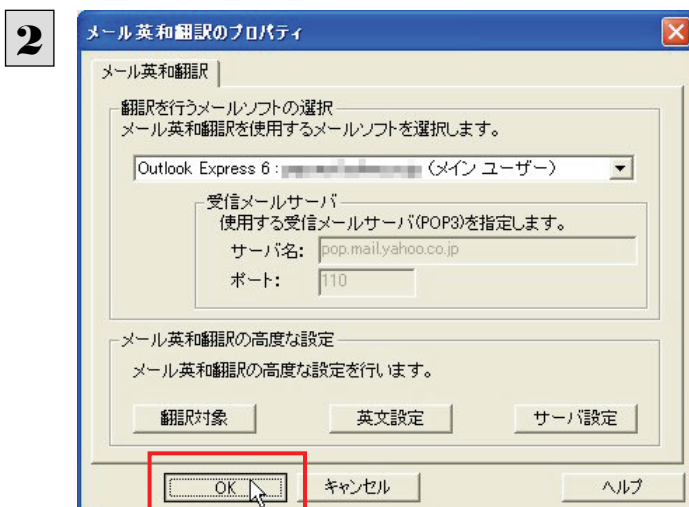 2
メール英和翻訳のプロパティ
メール英和翻訳
翻訳を行うメールソフトの選択
メール英和翻訳を使用するメールソフトを選択します。
Outlook Express 6 : (メイン ユーザー)
受信メールサーバ
使用する受信メールサーバ(POP3)を指定します。
サーバ名: pop.mail.yahoo.co.jp
ポート: 110
メール英和翻訳の高度な設定
メール英和翻訳の高度な設定を行います。
翻訳対象 英文設定 サーバ設定
OK キャンセル ヘルプ